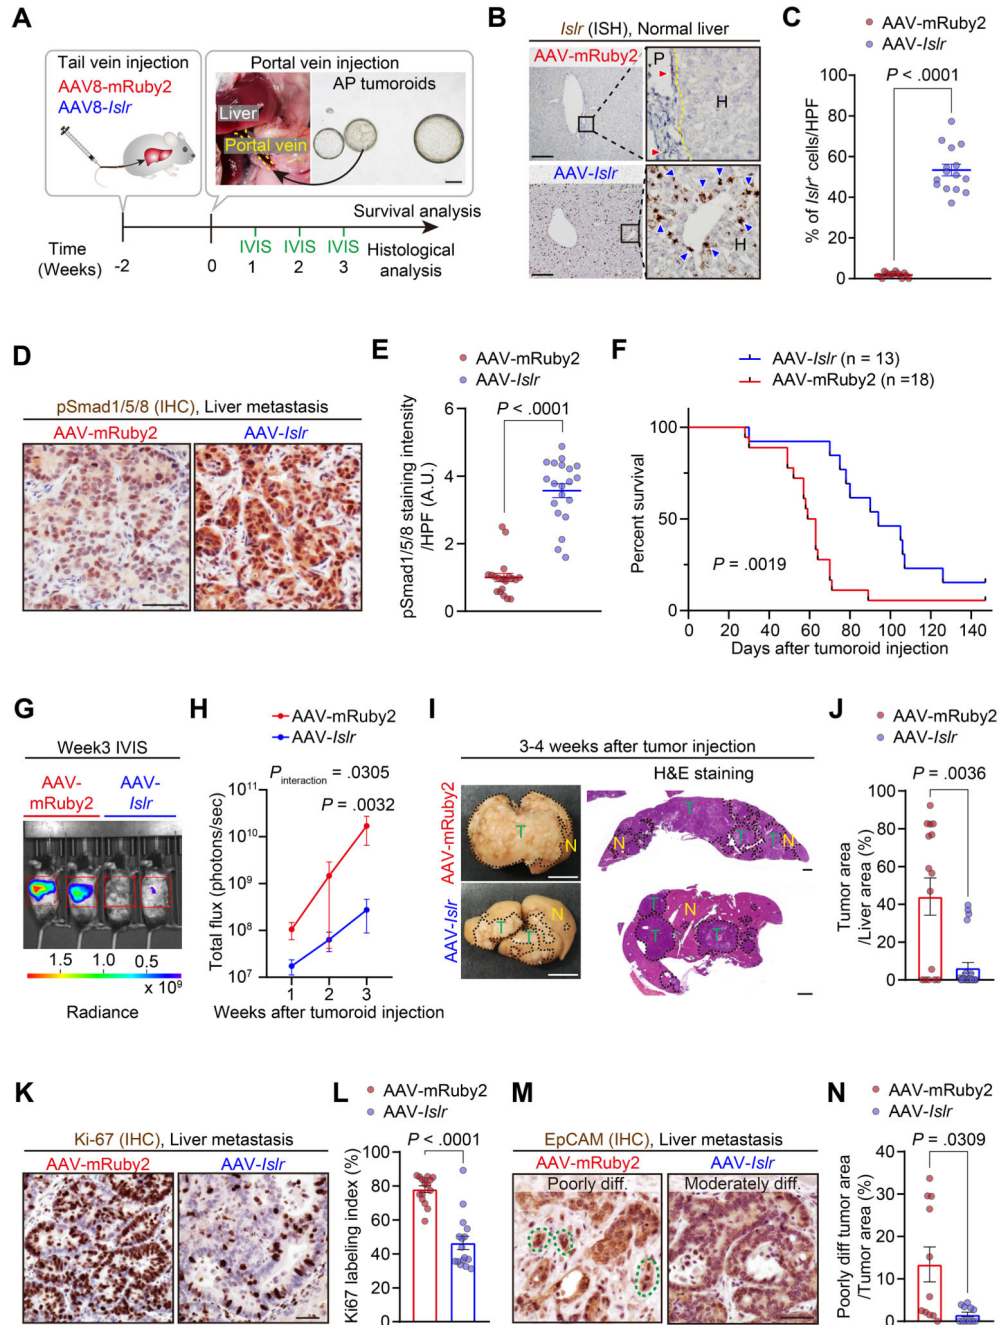 A
Tail vein injection
AAV8-mRuby2
AAV8-Islr
Portal vein injection
AP tumoroids
Liver
Portal vein
Survival analysis
IVIS IVIS IVIS
Time
(Weeks)
-2 0 1 2 3
Histological
analysis
B
Islr (ISH), Normal liver
AAV-mRuby2
P
H
AAV-Islr
H
C
AAV-mRuby2
AAV-Islr
P < .0001
% of Islr⁺ cells/HPF
100
80
60
40
20
0
D
pSmad1/5/8 (IHC), Liver metastasis
AAV-mRuby2 AAV-Islr
E
AAV-mRuby2
AAV-Islr
P < .0001
pSmad1/5/8 staining intensity
/HPF (A.U.)
6
4
2
0
F
AAV-Islr (n = 13)
AAV-mRuby2 (n =18)
Percent survival
100
50
0
P = .0019
0 20 40 60 80 100 120 140
Days after tumoroid injection
G
Week3 IVIS
AAV-
mRuby2
AAV-
Islr
1.5 1.0 0.5
x 10⁹
Radiance
H
AAV-mRuby2
AAV-Islr
Pinteraction = .0305
P = .0032
Total flux (photons/sec)
10¹¹
10¹⁰
10⁹
10⁸
10⁷
1 2 3
Weeks after tumoroid injection
I
3-4 weeks after tumor injection
H&E staining
AAV-mRuby2
T
N
T
N
T
N
AAV-Islr
T
T
N
T
N
T
J
AAV-mRuby2
AAV-Islr
P = .0036
Tumor area
/Liver area (%)
100
80
60
40
20
0
K
Ki-67 (IHC), Liver metastasis
AAV-mRuby2 AAV-Islr
L
AAV-mRuby2
AAV-Islr
P < .0001
Ki67 labeling index (%)
100
80
60
40
20
0
M
EpCAM (IHC), Liver metastasis
AAV-mRuby2 AAV-Islr
Poorly diff. Moderately diff.
N
AAV-mRuby2
AAV-Islr
P = .0309
Poorly diff tumor area
/Tumor area (%)
50
40
30
20
10
0